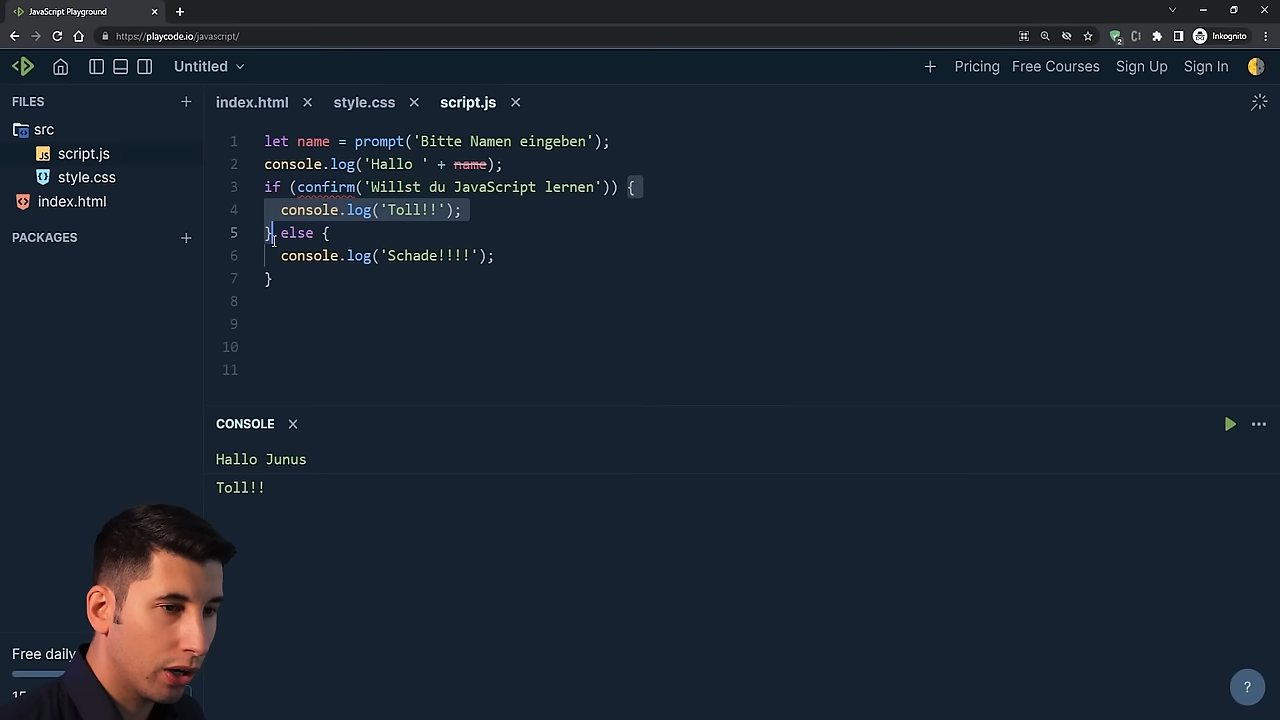 JavaScript Playground
https://playcode.io/javascript/
2
Inkognito
Untitled
Pricing
Free Courses
Sign Up
Sign In
FILES
src
JS script.js
style.css
index.html
PACKAGES
index.html
style.css
script.js
1 let name = prompt('Bitte Namen eingeben');
2 console.log('Hallo ' + name);
3 if (confirm('Willst du JavaScript lernen')) {
4 console.log('Toll!!');
5 } else {
6 console.log('Schade!!!!');
7 }
8
9
10
11
CONSOLE
Hallo Junus
Toll!!
Free daily
?